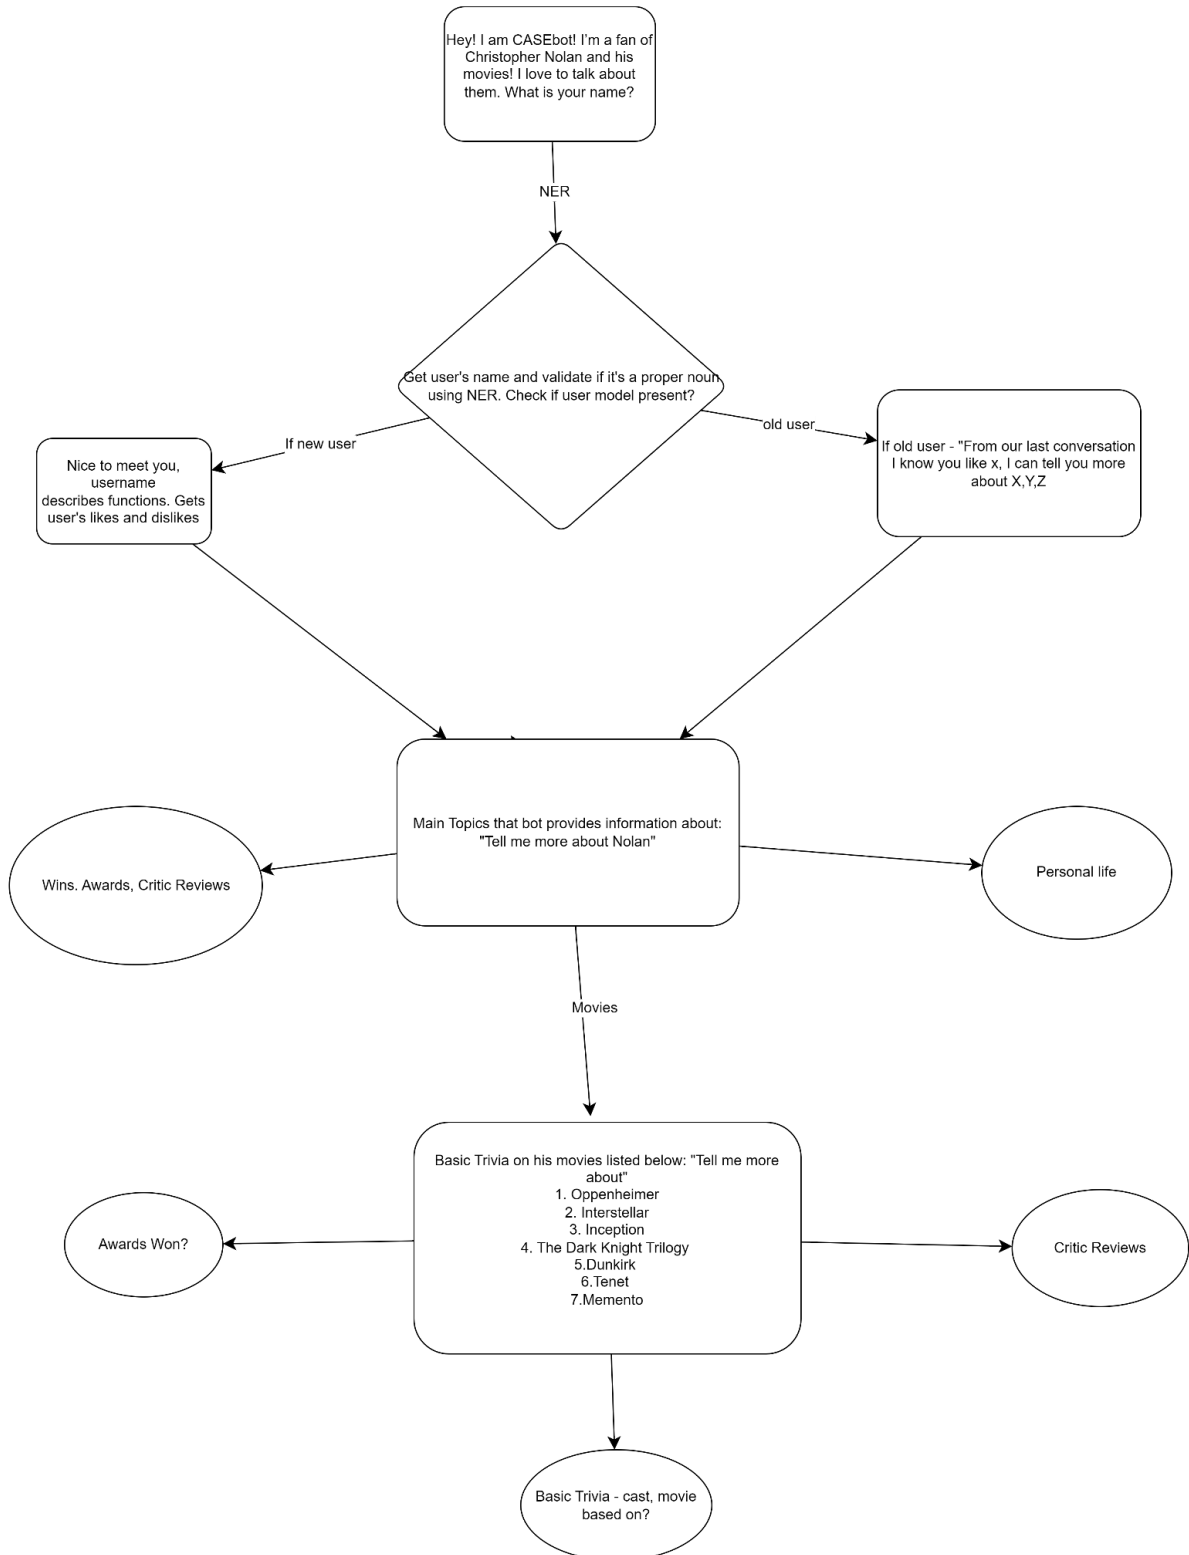 Hey! I am CASEbot! I'm a fan of
Christopher Nolan and his
movies! I love to talk about
them. What is your name?
NER
Get user's name and validate if it's a proper noun
using NER. Check if user model present?
If new user
old user
Nice to meet you,
username
describes functions. Gets
user's likes and dislikes
If old user - "From our last conversation
I know you like x, I can tell you more
about X,Y,Z
Main Topics that bot provides information about:
"Tell me more about Nolan"
Wins. Awards, Critic Reviews
Personal life
Movies
Basic Trivia on his movies listed below: "Tell me more
about"
1. Oppenheimer
2. Interstellar
3. Inception
4. The Dark Knight Trilogy
5.Dunkirk
6.Tenet
7.Memento
Awards Won?
Critic Reviews
Basic Trivia - cast, movie
based on?